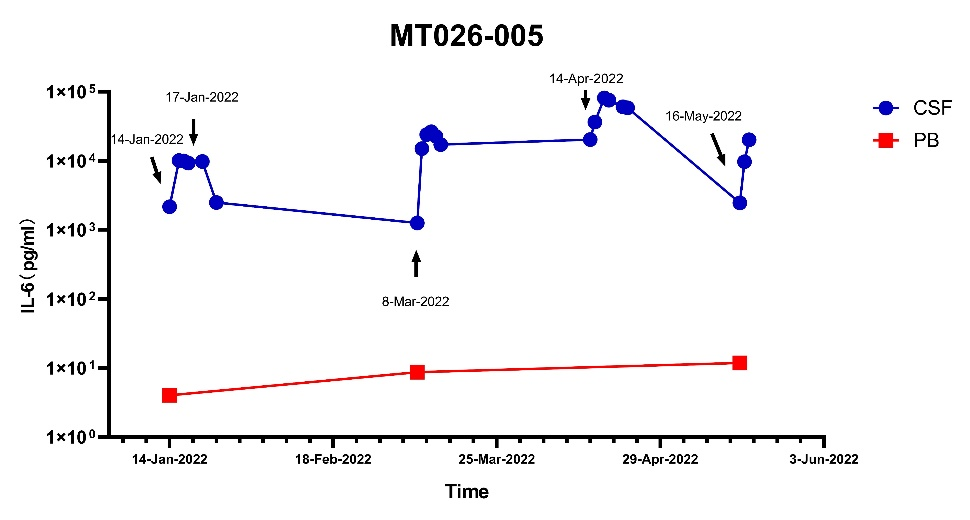 MT026-005
14-Apr-2022
1×10⁵
17-Jan-2022
CSF
16-May-2022
14-Jan-2022
PB
1×10⁴
1×10³
IL-6(pg/ml)
1×10²
8-Mar-2022
1×10¹
1×10⁰
14-Jan-2022 18-Feb-2022 25-Mar-2022 29-Apr-2022 3-Jun-2022
Time